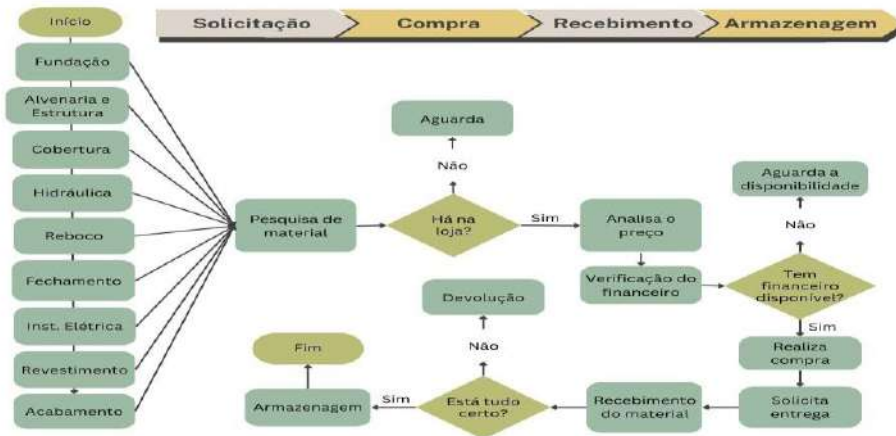 Início
Solicitação
Compra
Recebimento
Armazenagem
Fundação
Alvenaria e
Estrutura
Cobertura
Hidráulica
Reboco
Fechamento
Inst. Elétrica
Revestimento
Acabamento
Pesquisa de
material
Aguarda
Não
Há na
loja?
Sim
Analisa o
preço
Verificação do
financeiro
Aguarda a
disponibilidade
Não
Tem
financeiro
disponível?
Sim
Realiza
compra
Solicita
entrega
Recebimento
do material
Devolução
Não
Está tudo
certo?
Sim
Armazenagem
Fim